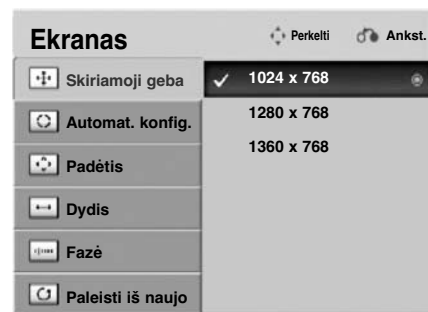 Ekranas
Perkelti
Ankst.
Skiriamoji geba
1024 x 768
Automat. konfig.
1280 x 768
1360 x 768
Padėtis
Dydis
Fazė
Paleisti iš naujo